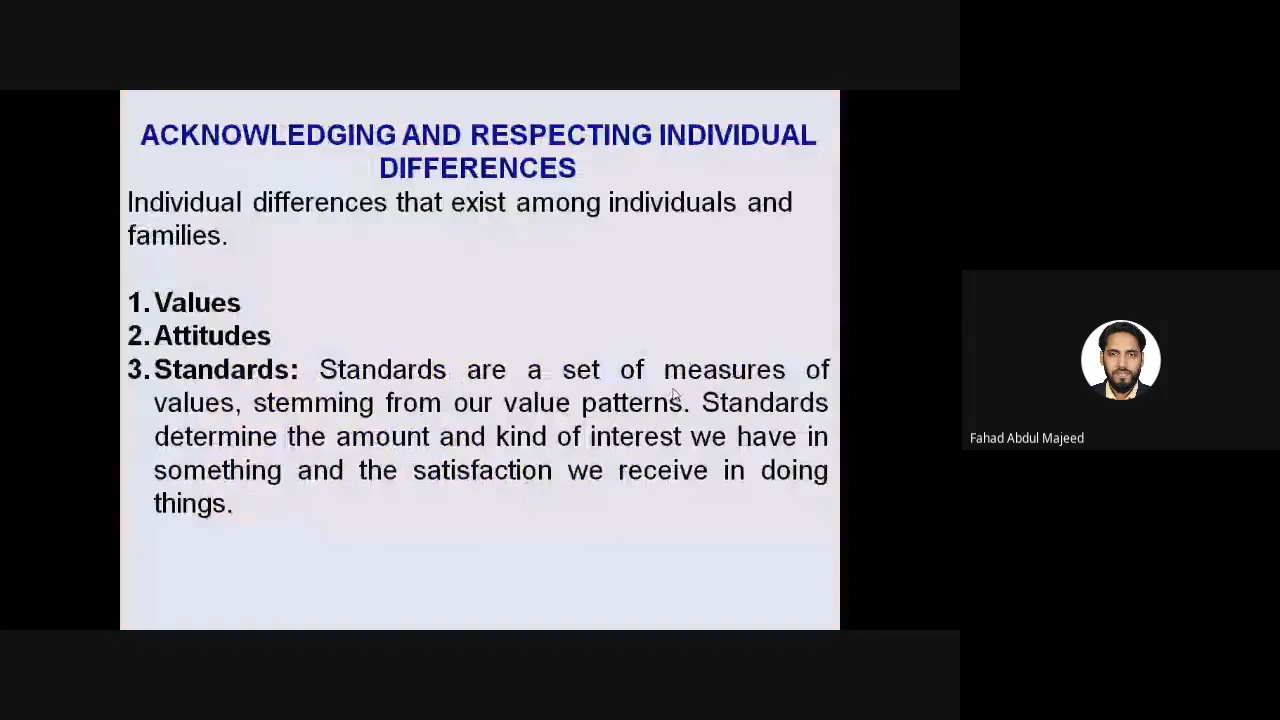 ACKNOWLEDGING AND RESPECTING INDIVIDUAL
DIFFERENCES
Individual differences that exist among individuals and
families.
1. Values
2. Attitudes
3. Standards: Standards are a set of measures of
values, stemming from our value patterns. Standards
determine the amount and kind of interest we have in
something and the satisfaction we receive in doing
things.
Fahad Abdul Majeed